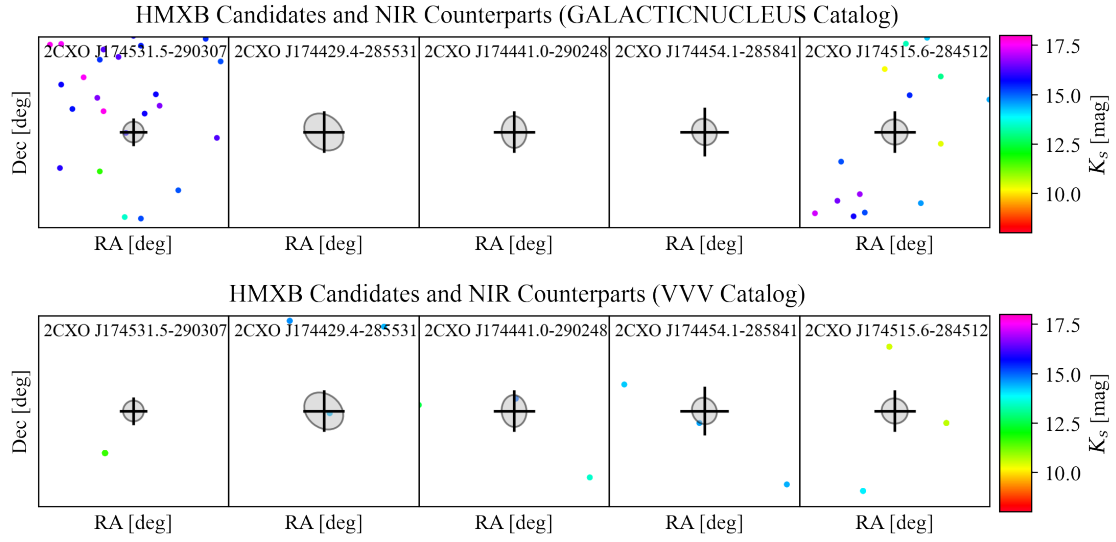 HMXB Candidates and NIR Counterparts (GALACTICNUCLEUS Catalog)
2CXO J174531.5-290307 2CXO J174429.4-285531 2CXO J174441.0-290248 2CXO J174454.1-285841 2CXO J174515.6-284512
Dec [deg]
17.5
15.0
12.5
10.0
Ks [mag]
RA [deg] RA [deg] RA [deg] RA [deg] RA [deg]
HMXB Candidates and NIR Counterparts (VVV Catalog)
2CXO J174531.5-290307 2CXO J174429.4-285531 2CXO J174441.0-290248 2CXO J174454.1-285841 2CXO J174515.6-284512
Dec [deg]
17.5
15.0
12.5
10.0
Ks [mag]
RA [deg] RA [deg] RA [deg] RA [deg] RA [deg]